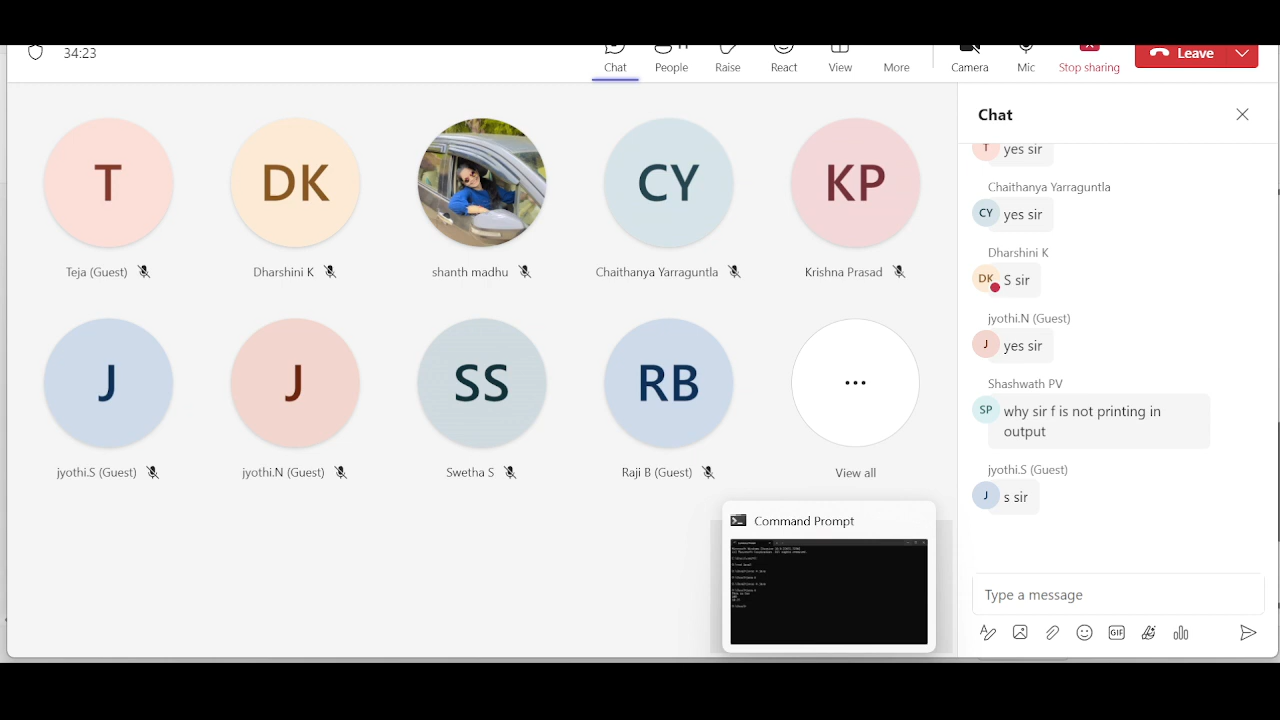 34:23
Chat People Raise React View More Camera Mic Stop sharing Leave
T DK CY KP
Teja (Guest) Dharshini K shanth madhu Chaithanya Yarraguntla Krishna Prasad
J J SS RB ...
jyothi.S (Guest) jyothi.N (Guest) Swetha S Raji B (Guest) View all
Command Prompt
Chat
T yes sir
Chaithanya Yarraguntla
CY yes sir
Dharshini K
DK S sir
jyothi.N (Guest)
J yes sir
Shashwath PV
SP why sir f is not printing in
output
jyothi.S (Guest)
J s sir
Type a message
GIF